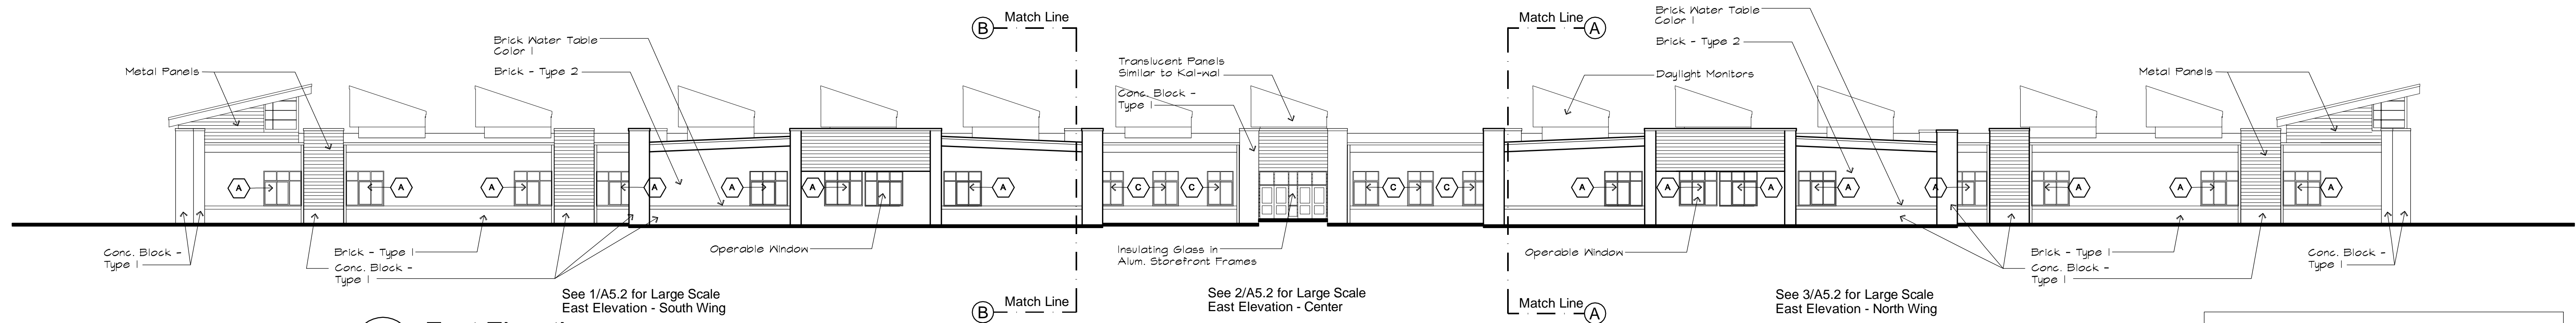 Match Line
B
Match Line
A
Brick Water Table
Color 1
Brick - Type 2
Brick Water Table
Color 1
Brick - Type 2
Metal Panels
Translucent Panels
Similar to Kal-wal
Conc. Block -
Type 1
Daylight Monitors
Metal Panels
A
A
A
A
A
A
A
C
C
C
C
A
A
A
A
A
A
A
A
Conc. Block -
Type 1
Brick - Type 1
Conc. Block -
Type 1
Operable Window
Insulating Glass in
Alum. Storefront Frames
Operable Window
Brick - Type 1
Conc. Block -
Type 1
Conc. Block -
Type 1
See 1/A5.2 for Large Scale
East Elevation - South Wing
B
Match Line
See 2/A5.2 for Large Scale
East Elevation - Center
Match Line
A
See 3/A5.2 for Large Scale
East Elevation - North Wing